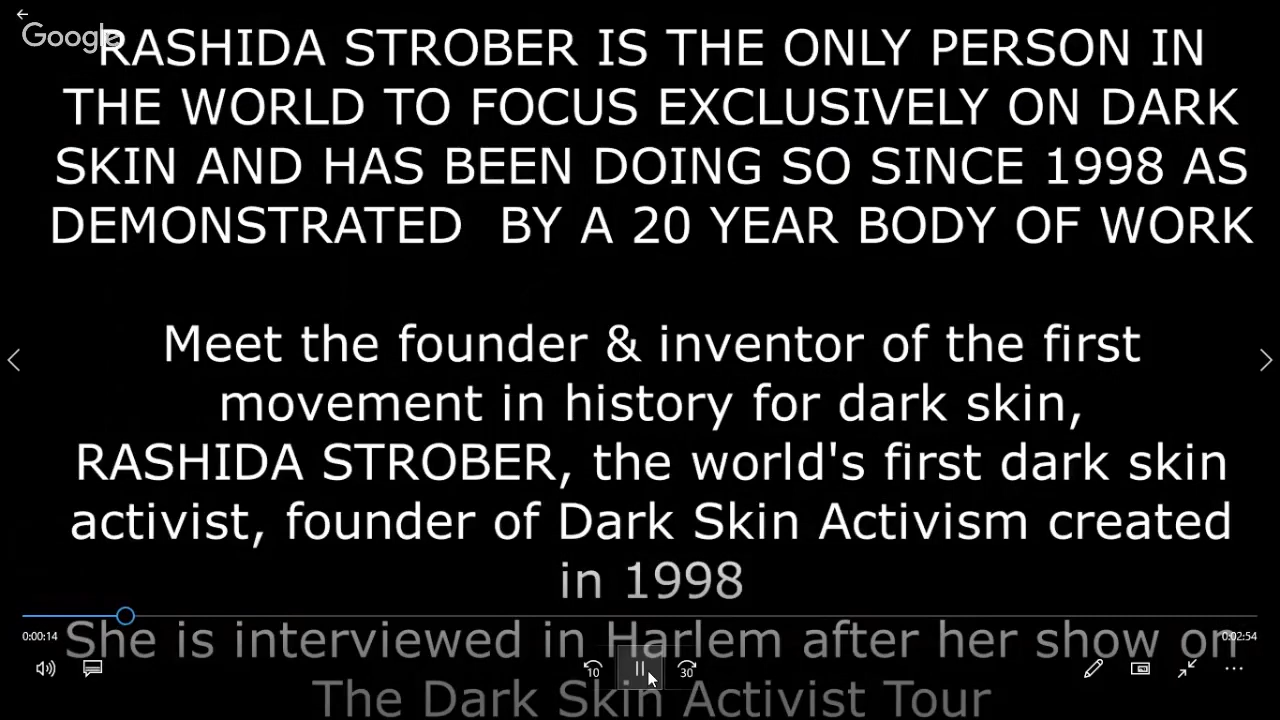 Google
RASHIDA STROBER IS THE ONLY PERSON IN
THE WORLD TO FOCUS EXCLUSIVELY ON DARK
SKIN AND HAS BEEN DOING SO SINCE 1998 AS
DEMONSTRATED BY A 20 YEAR BODY OF WORK
Meet the founder & inventor of the first
movement in history for dark skin,
RASHIDA STROBER, the world's first dark skin
activist, founder of Dark Skin Activism created
in 1998
She is interviewed in Harlem after her show on
The Dark Skin Activist Tour
0:00:14
0:02:54
10
30